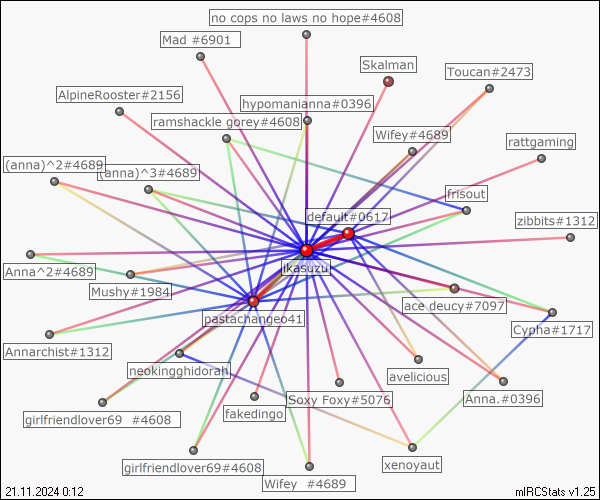 no cops no laws no hope#4608
Mad #6901
Skalman
Toucan#2473
AlpineRooster#2156
hypomanianna#0396
ramshackle gorey#4608
Wifey#4689
rattgaming
(anna)^2#4689
(anna)^3#4689
frisout
default#0617
zibbits#1312
Anna^2#4689
ikasuzu
Mushy#1984
ace deucy#7097
pastachangeo41
Cypha#1717
Annarchist#1312
neokingghidorah
avelicious
Soxy Foxy#5076
Anna.#0396
girlfriendlover69 #4608
fakedingo
girlfriendlover69#4608
xenoyaut
Wifey #4689
21.11.2024 0:12
mIRCStats v1.25